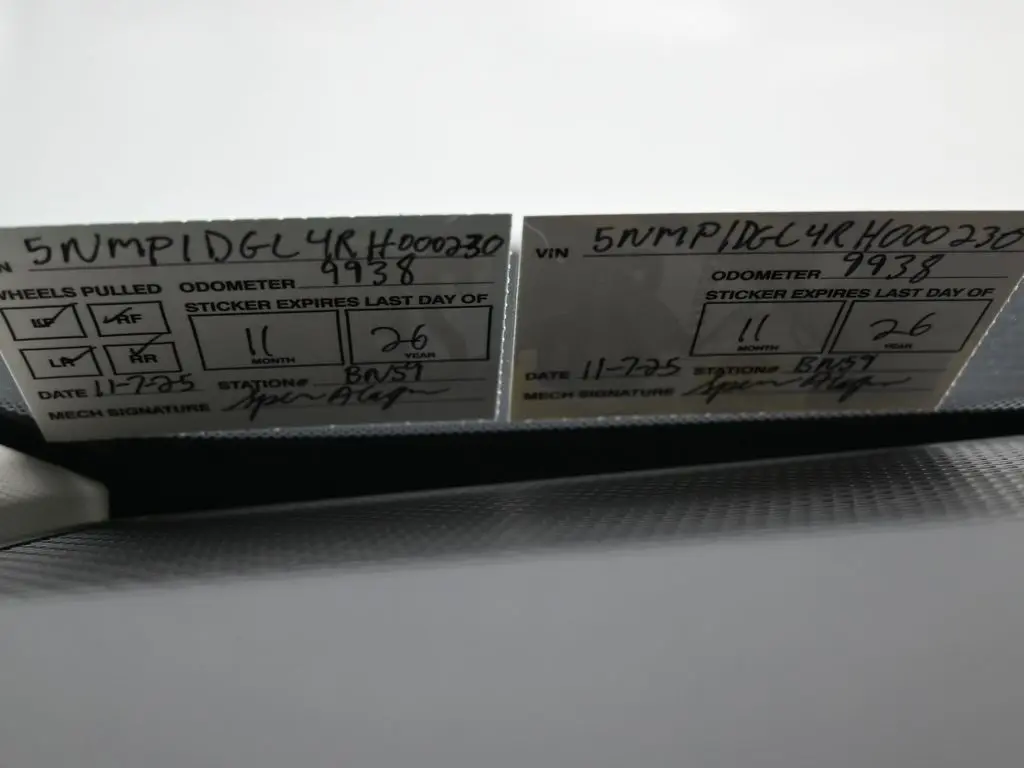 VIN 5NMP1DGL4RH000230
WHEELS PULLED ODOMETER 9938
STICKER EXPIRES LAST DAY OF
LF RF
11 MONTH 26 YEAR
LR RR
DATE 11-7-25 STATION# BN59
MECH SIGNATURE
VIN 5NMP1DGL4RH000230
ODOMETER 9938
STICKER EXPIRES LAST DAY OF
11 MONTH 26 YEAR
DATE 11-7-25 STATION# BN59
MECH SIGNATURE